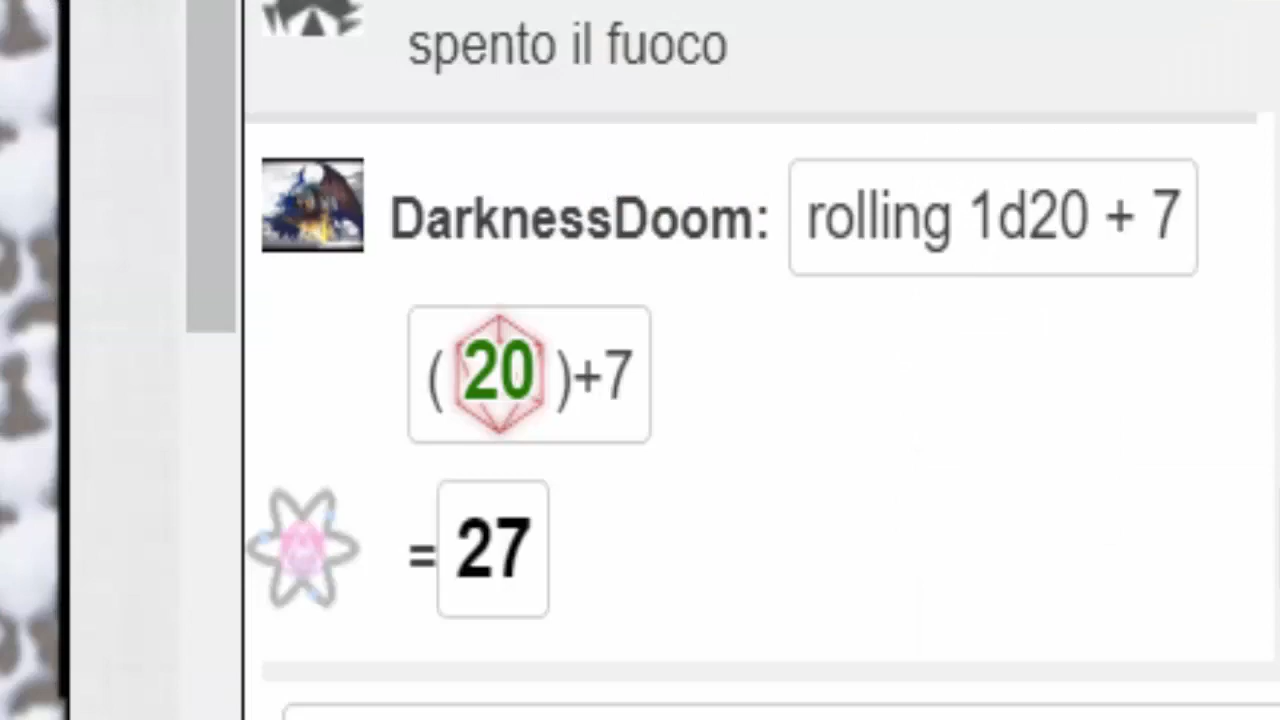 spento il fuoco
DarknessDoom: rolling 1d20 + 7
(20)+7
=27